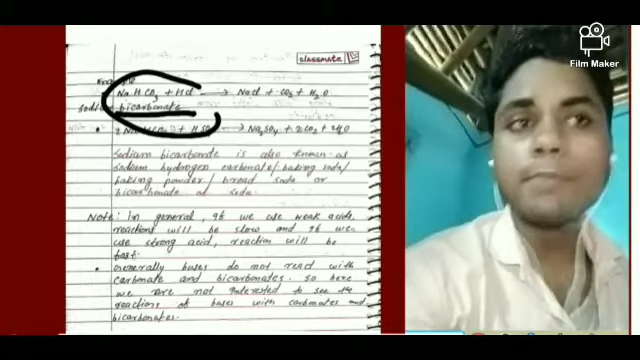 classmate
Example
NaHCO3 + HCl → NaCl + CO2 + H2O
sodium bicarbonate
• 2 → Na2SO4 + 2CO2 + 2H2O
Sodium bicarbonate is also known as
Sodium hydrogen carbonate/baking soda/
baking powder/bread soda or
bicarbonate of soda.
Note: In general, If we use weak acids,
reactions will be slow and If we
use strong acid, reaction will be
fast.
• Generally bases do not react with
carbonate and bicarbonates. So here
we are not interested to see the
reactions of bases with carbonates and
bicarbonates.
Film Maker